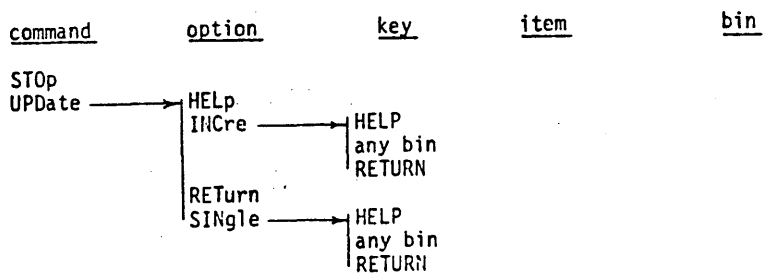 command option key item bin
STOp
UPDate HELp
INCre HELP
any bin
RETURN
RETurn
SINgle HELP
any bin
RETURN